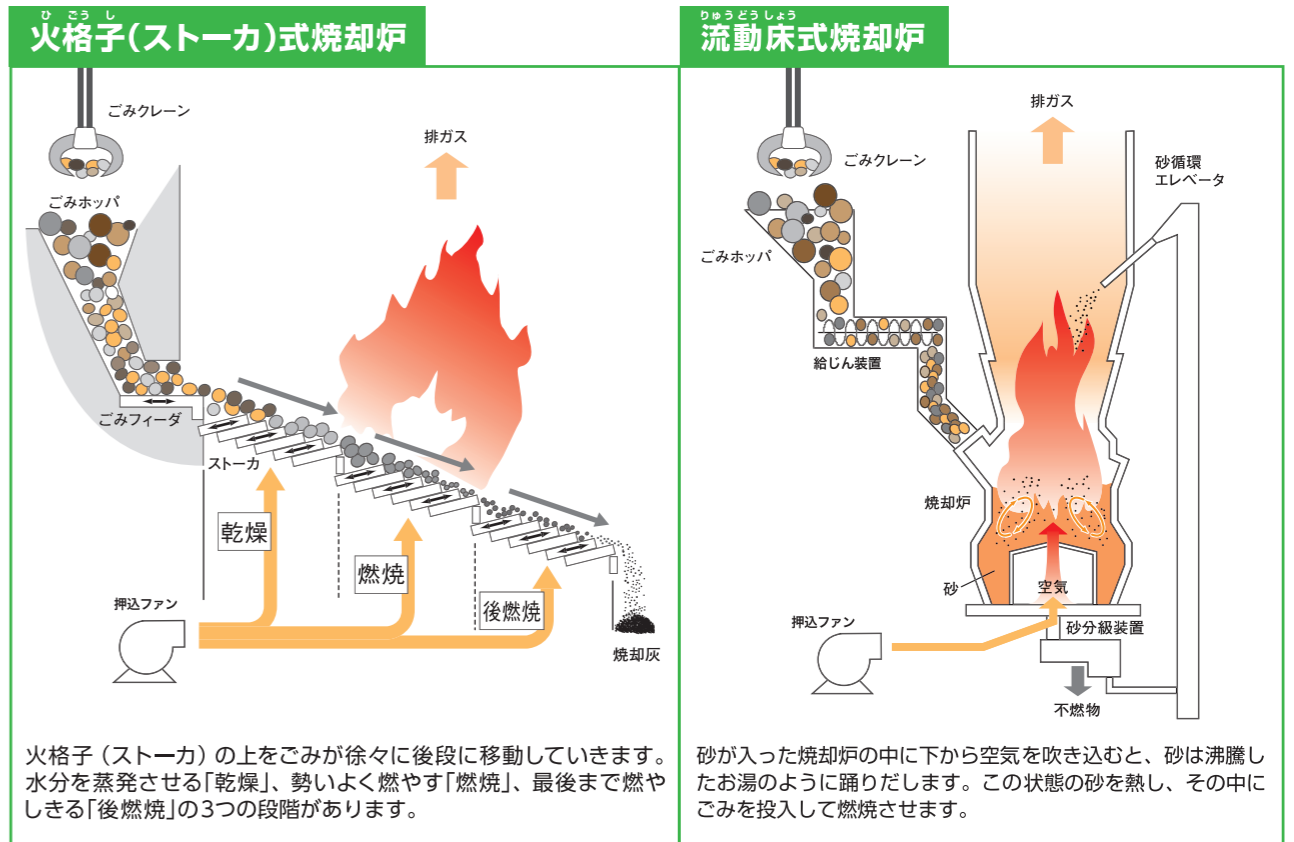 ひごうし
火格子(ストーカ)式焼却炉
ごみクレーン
排ガス
ごみホッパ
ごみフィーダ
ストーカ
乾燥
燃焼
後燃焼
押込ファン
焼却灰
火格子(ストーカ)の上をごみが徐々に後段に移動していきます。
水分を蒸発させる「乾燥」、勢いよく燃やす「燃焼」、最後まで燃や
しきる「後燃焼」の3つの段階があります。
りゅうどうしょう
流動床式焼却炉
排ガス
ごみクレーン
砂循環
エレベータ
ごみホッパ
給じん装置
焼却炉
砂
空気
押込ファン
砂分級装置
不燃物
砂が入った焼却炉の中に下から空気を吹き込むと、砂は沸騰し
たお湯のように踊りだします。この状態の砂を熱し、その中に
ごみを投入して燃焼させます。